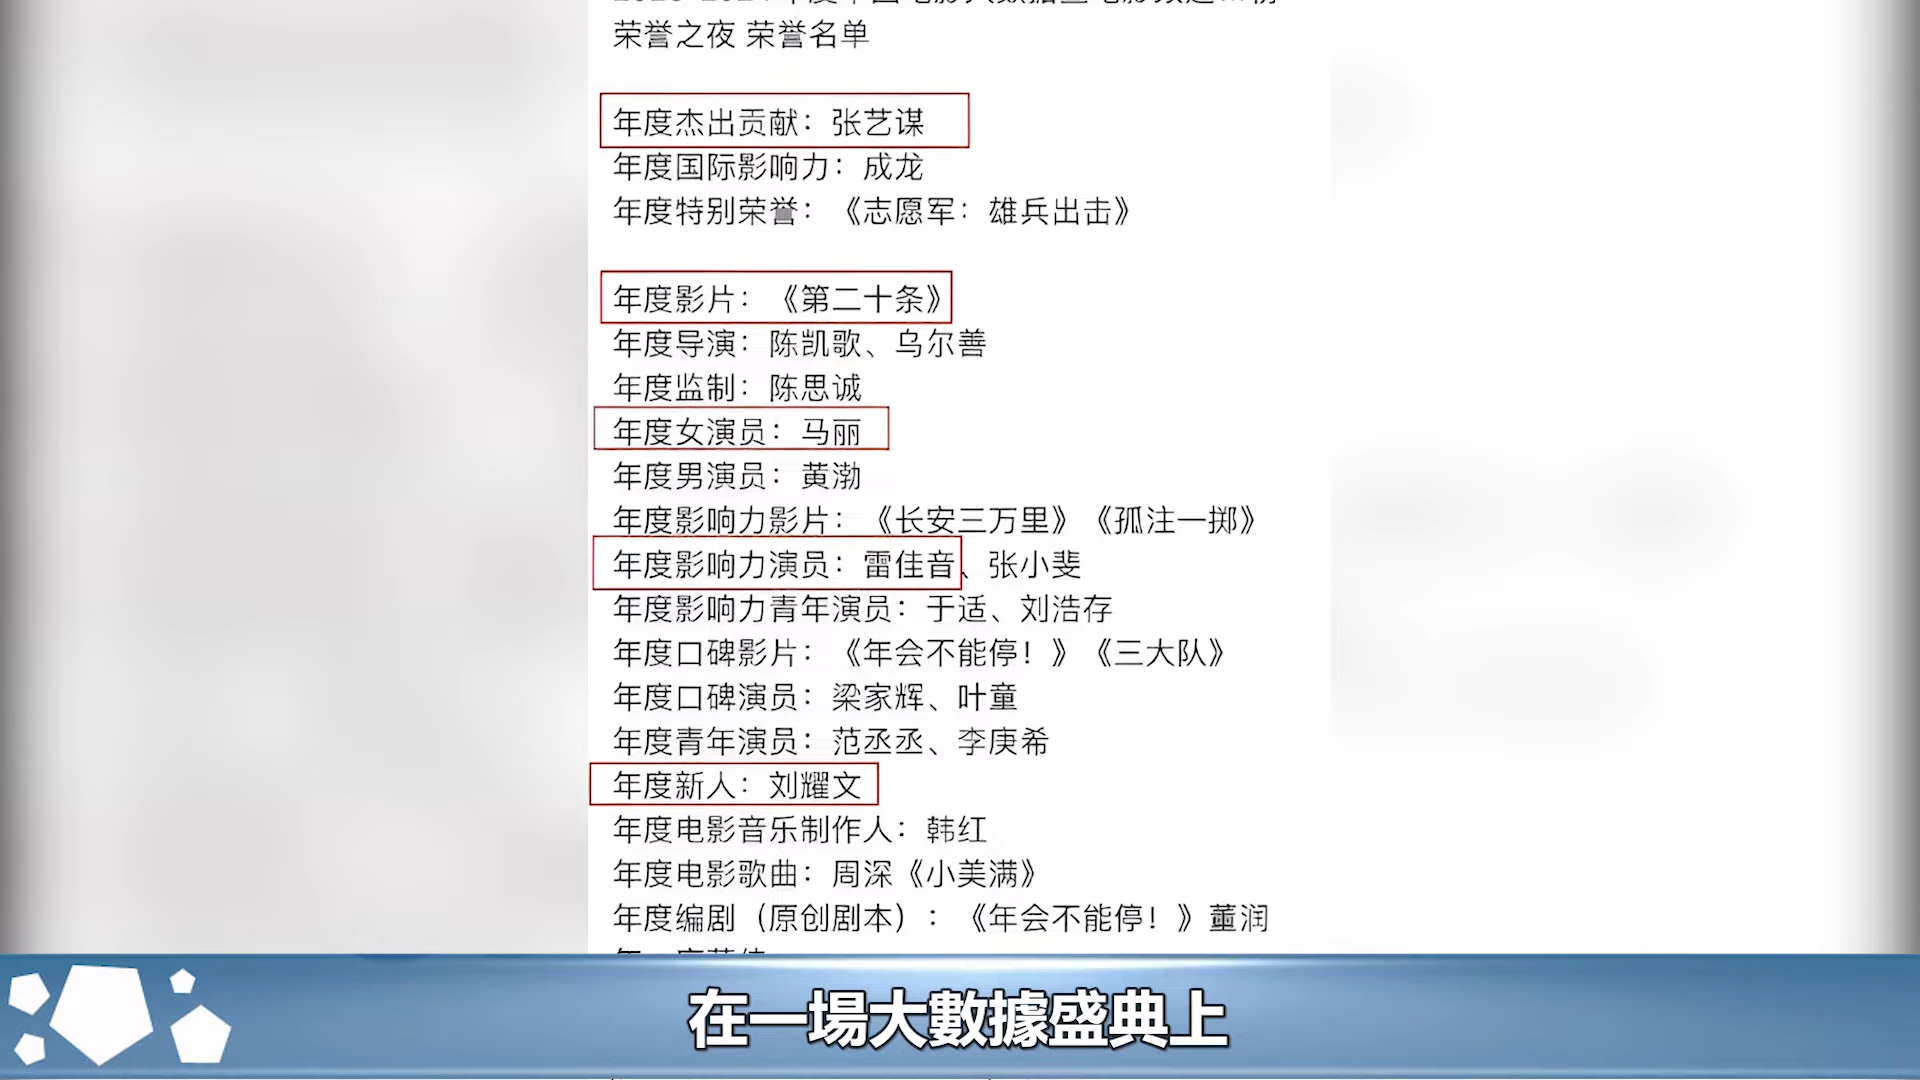 荣誉之夜 荣誉名单
年度杰出贡献：张艺谋
年度国际影响力：成龙
年度特别荣誉：《志愿军：雄兵出击》
年度影片：《第二十条》
年度导演：陈凯歌、乌尔善
年度监制：陈思诚
年度女演员：马丽
年度男演员：黄渤
年度影响力影片：《长安三万里》《孤注一掷》
年度影响力演员：雷佳音、张小斐
年度影响力青年演员：于适、刘浩存
年度口碑影片：《年会不能停！》《三大队》
年度口碑演员：梁家辉、叶童
年度青年演员：范丞丞、李庚希
年度新人：刘耀文
年度电影音乐制作人：韩红
年度电影歌曲：周深《小美满》
年度编剧（原创剧本）：《年会不能停！》董润
在一場大數據盛典上